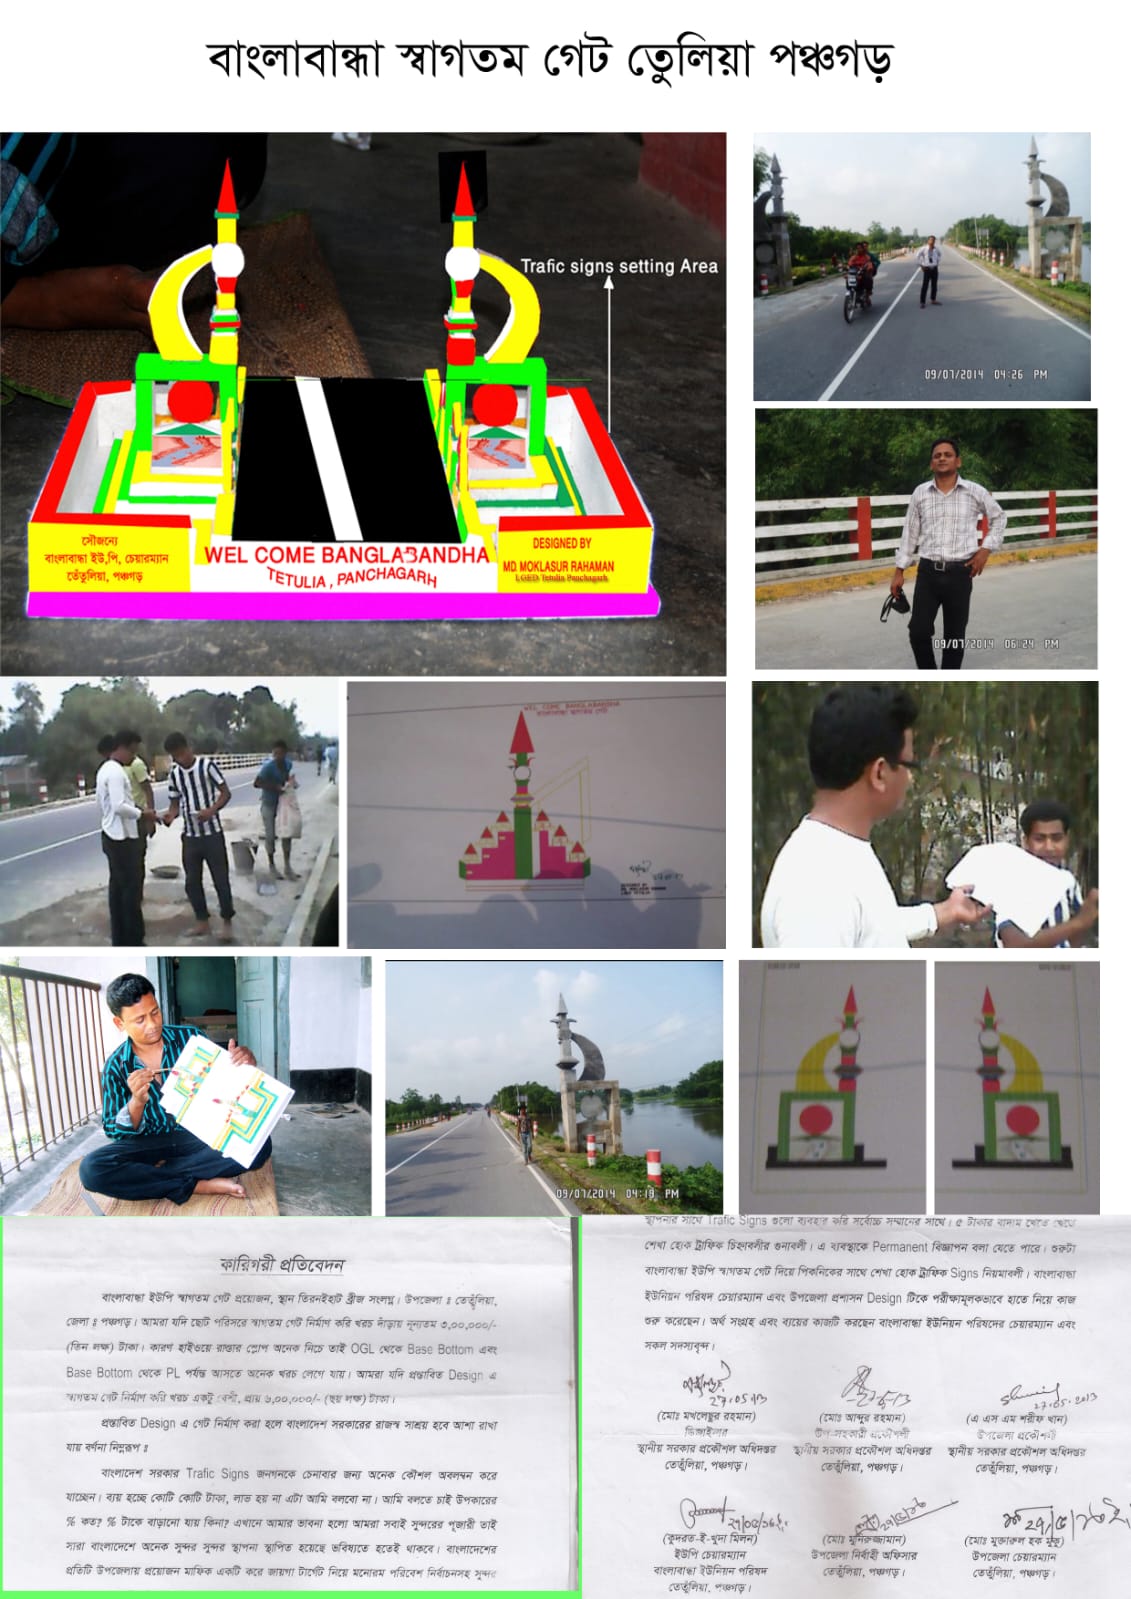 বাংলাবান্ধা স্বাগতম গেট তেুলিয়া পঞ্চগড়
Trafic signs setting Area
সৌজন্যে
বাংলাবান্ধা ইউ,পি, চেয়ারম্যান
তেঁতুলিয়া, পঞ্চগড়
WEL COME BANGLABANDHA
TETULIA, PANCHAGARH
DESIGNED BY
MD. MOKLASUR RAHAMAN
LGED Tetulia Panchagarh
09/07/2014 04:26 PM
09/07/2014 06:24 PM
WEL COME BANGLABANDHA
বাংলাবান্ধা স্বাগতম গেট
09/07/2014 04:19 PM
কারিগরী প্রতিবেদন
বাংলাবান্ধা ইউপি স্বাগতম গেট প্রয়োজন, স্থান তিরনইহাট ব্রীজ সংলগ্ন। উপজেলা ঃ তেতুঁলিয়া,
জেলা ঃ পঞ্চগড়। আমরা যদি ছোট পরিসরে স্বাগতম গেট নির্মাণ করি খরচ দাঁড়ায় নূন্যতম ৩,০০,০০০/-
(তিন লক্ষ) টাকা। কারণ হাইওয়ে রাস্তার স্লোপ অনেক নিচে তাই OGL থেকে Base Bottom এবং
Base Bottom থেকে PL পর্যন্ত আসতে অনেক খরচ লেগে যায়। আমরা যদি প্রস্তাবিত Design এ
স্বাগতম গেট নির্মাণ করি খরচ একটু বেশী, প্রায় ৬,০০,০০০/- (ছয় লক্ষ) টাকা।
প্রস্তাবিত Design এ গেট নির্মাণ করা হলে বাংলাদেশ সরকারের রাজস্ব সাশ্রয় হবে আশা রাখা
যায় বর্ণনা নিম্নরূপ ঃ
বাংলাদেশ সরকার Trafic Signs জনগনকে চেনাবার জন্য অনেক কৌশল অবলম্বন করে
যাচ্ছেন। ব্যয় হচ্ছে কোটি কোটি টাকা, লাভ হয় না এটা আমি বলবো না। আমি বলতে চাই উপকারের
% কত? % টাকে বাড়ানো যায় কিনা? এখানে আমার ভাবনা হলো আমরা সবাই সুন্দরের পূজারী তাই
সারা বাংলাদেশে অনেক সুন্দর সুন্দর স্থাপনা স্থাপিত হয়েছে ভবিষ্যতে হতেই থাকবে। বাংলাদেশের
প্রতিটি উপজেলায় প্রয়োজন মাফিক একটি করে জায়গা টার্গেট নিয়ে মনোরম পরিবেশ নির্বাচনসহ সুন্দর
স্থাপনার সাথে Trafic Signs গুলো ব্যবহার করি সর্বোচ্চ সম্মানের সাথে। ৫ টাকার বাদাম খেতে খেতে
শেখা হোক ট্রাফিক চিহ্নাবলীর গুনাবলী। এ ব্যবস্থাকে Permanent বিজ্ঞাপন বলা যেতে পারে। শুরুটা
বাংলাবান্ধা ইউপি স্বাগতম গেট দিয়ে পিকনিকের সাথে শেখা হোক ট্রাফিক Signs নিয়মাবলী। বাংলাবান্ধা
ইউনিয়ন পরিষদ চেয়ারম্যান এবং উপজেলা প্রশাসন Design টিকে পরীক্ষামূলকভাবে হাতে নিয়ে কাজ
শুরু করেছেন। অর্থ সংগ্রহ এবং ব্যয়ের কাজটি করছেন বাংলাবান্ধা ইউনিয়ন পরিষদের চেয়ারম্যান এবং
সকল সদস্যবৃন্দ।
27.05.2013
(মোঃ মখলেছুর রহমান) (মোঃ আব্দুর রহমান) (এ এস এম শরীফ খান)
ডিজাইনার উপ-সহকারী প্রকৌশলী উপজেলা প্রকৌশলী
স্থানীয় সরকার প্রকৌশল অধিদপ্তর স্থানীয় সরকার প্রকৌশল অধিদপ্তর স্থানীয় সরকার প্রকৌশল অধিদপ্তর
তেতুঁলিয়া, পঞ্চগড়। তেতুঁলিয়া, পঞ্চগড়। তেতুঁলিয়া, পঞ্চগড়।
(কুদরত-ই-খুদা মিলন) (মোঃ মুনিরুজ্জামান) (মোঃ মুক্তারুল হক মুকু)
ইউপি চেয়ারম্যান উপজেলা নির্বাহী অফিসার উপজেলা চেয়ারম্যান
বাংলাবান্ধা ইউনিয়ন পরিষদ তেতুঁলিয়া, পঞ্চগড়। তেতুঁলিয়া, পঞ্চগড়।
তেতুঁলিয়া, পঞ্চগড়।